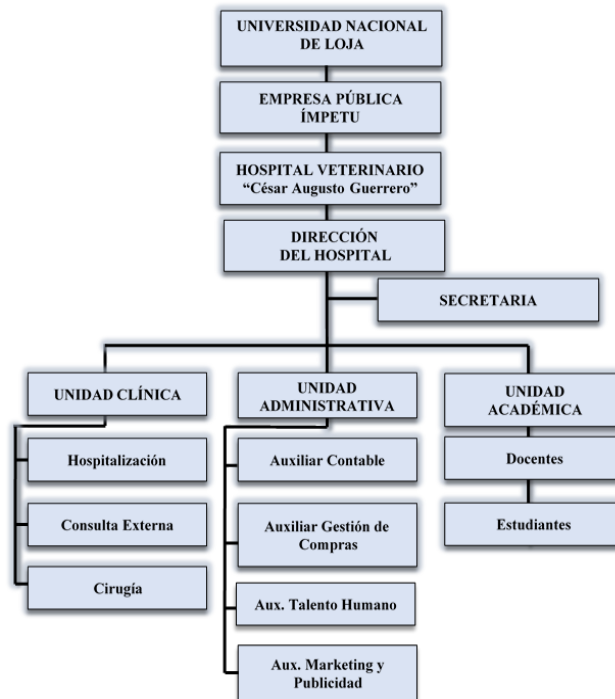 UNIVERSIDAD NACIONAL
DE LOJA
EMPRESA PÚBLICA
ÍMPETU
HOSPITAL VETERINARIO
“César Augusto Guerrero”
DIRECCIÓN
DEL HOSPITAL
SECRETARIA
UNIDAD CLÍNICA
Hospitalización
Consulta Externa
Cirugía
UNIDAD
ADMINISTRATIVA
Auxiliar Contable
Auxiliar Gestión de
Compras
Aux. Talento Humano
Aux. Marketing y
Publicidad
UNIDAD
ACADÉMICA
Docentes
Estudiantes